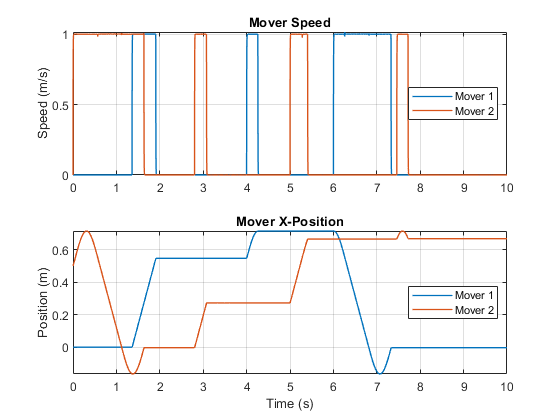 Mover Speed
1
0.5
0
Speed (m/s)
Mover 1
Mover 2
0 1 2 3 4 5 6 7 8 9 10
Mover X-Position
0.6
0.4
0.2
0
Position (m)
Mover 1
Mover 2
0 1 2 3 4 5 6 7 8 9 10
Time (s)